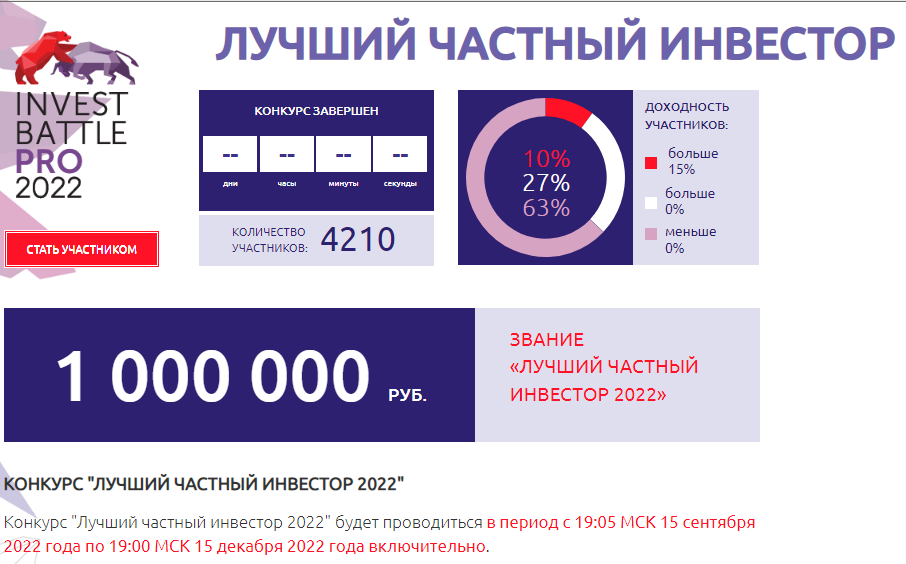 ЛУЧШИЙ ЧАСТНЫЙ ИНВЕСТОР
INVEST
BATTLE
PRO
2022
СТАТЬ УЧАСТНИКОМ
КОНКУРС ЗАВЕРШЕН
-- -- -- --
дни часы минуты секунды
КОЛИЧЕСТВО
УЧАСТНИКОВ:
4210
10%
27%
63%
ДОХОДНОСТЬ
УЧАСТНИКОВ:
больше
15%
больше
0%
меньше
0%
1 000 000 РУБ.
ЗВАНИЕ
«ЛУЧШИЙ ЧАСТНЫЙ
ИНВЕСТОР 2022»
КОНКУРС "ЛУЧШИЙ ЧАСТНЫЙ ИНВЕСТОР 2022"
Конкурс "Лучший частный инвестор 2022" будет проводиться в период с 19:05 МСК 15 сентября
2022 года по 19:00 МСК 15 декабря 2022 года включительно.